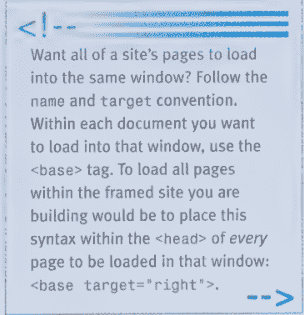 <!--
Want all of a site's pages to load
into the same window? Follow the
name and target convention.
Within each document you want
to load into that window, use the
<base> tag. To load all pages
within the framed site you are
building would be to place this
syntax within the <head> of every
page to be loaded in that window:
<base target="right">.
-->